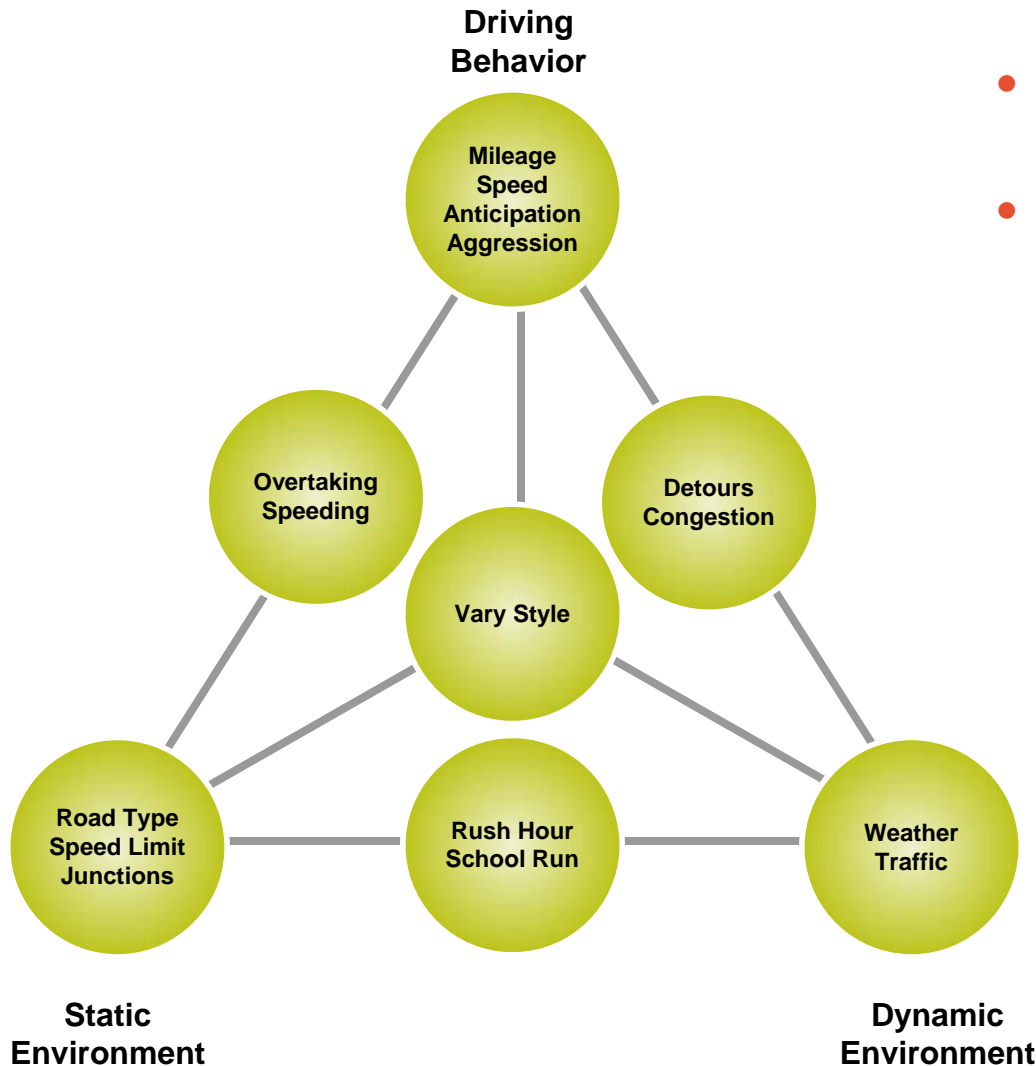 Driving
Behavior
Mileage
Speed
Anticipation
Aggression
Overtaking
Speeding
Detours
Congestion
Vary Style
Road Type
Speed Limit
Junctions
Rush Hour
School Run
Weather
Traffic
Static
Environment
Dynamic
Environment